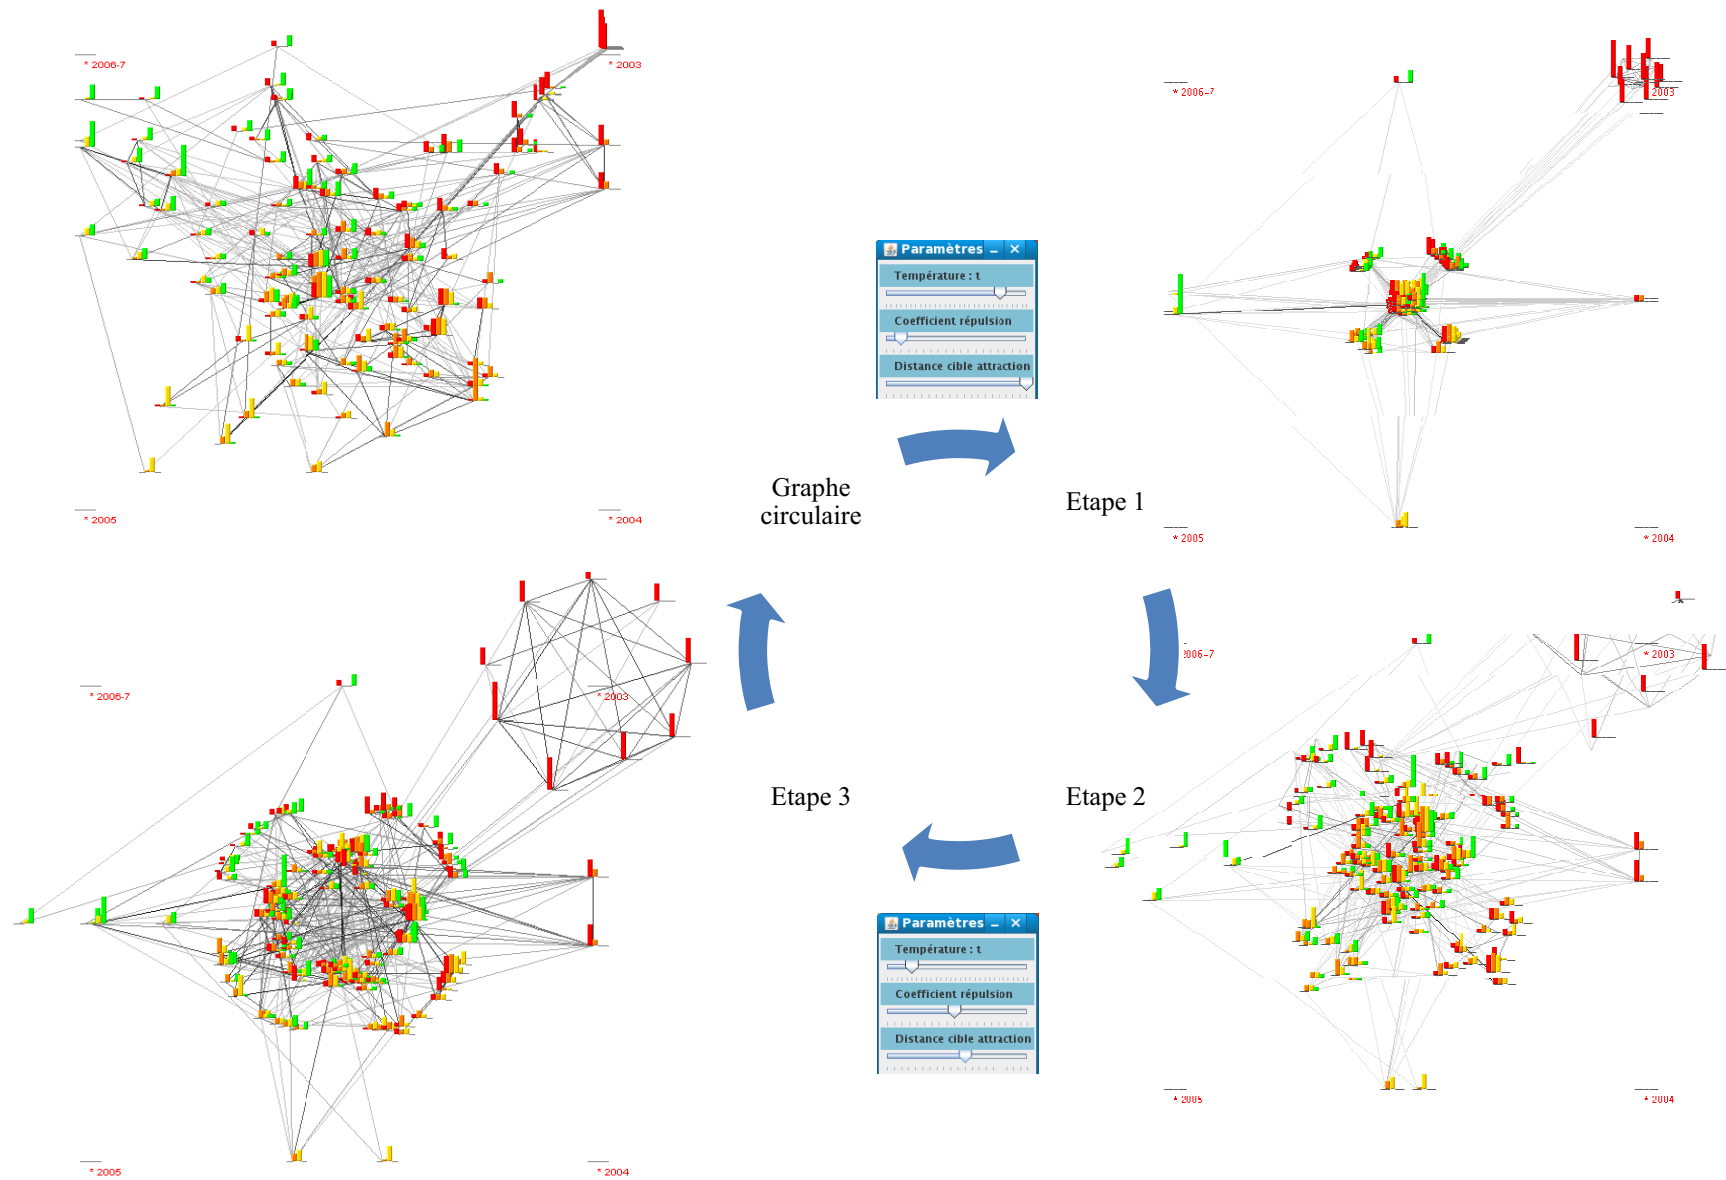 * 2006-7
* 2003
* 2005
* 2004
Paramètres
Température : t
Coefficient répulsion
Distance cible attraction
* 2006-7
2003
* 2005
* 2004
Graphe
circulaire
Etape 1
Etape 3
Etape 2
* 2006-7
* 2003
* 2005
* 2004
Paramètres
Température : t
Coefficient répulsion
Distance cible attraction
2006-7
* 2003
* 2005
* 2004